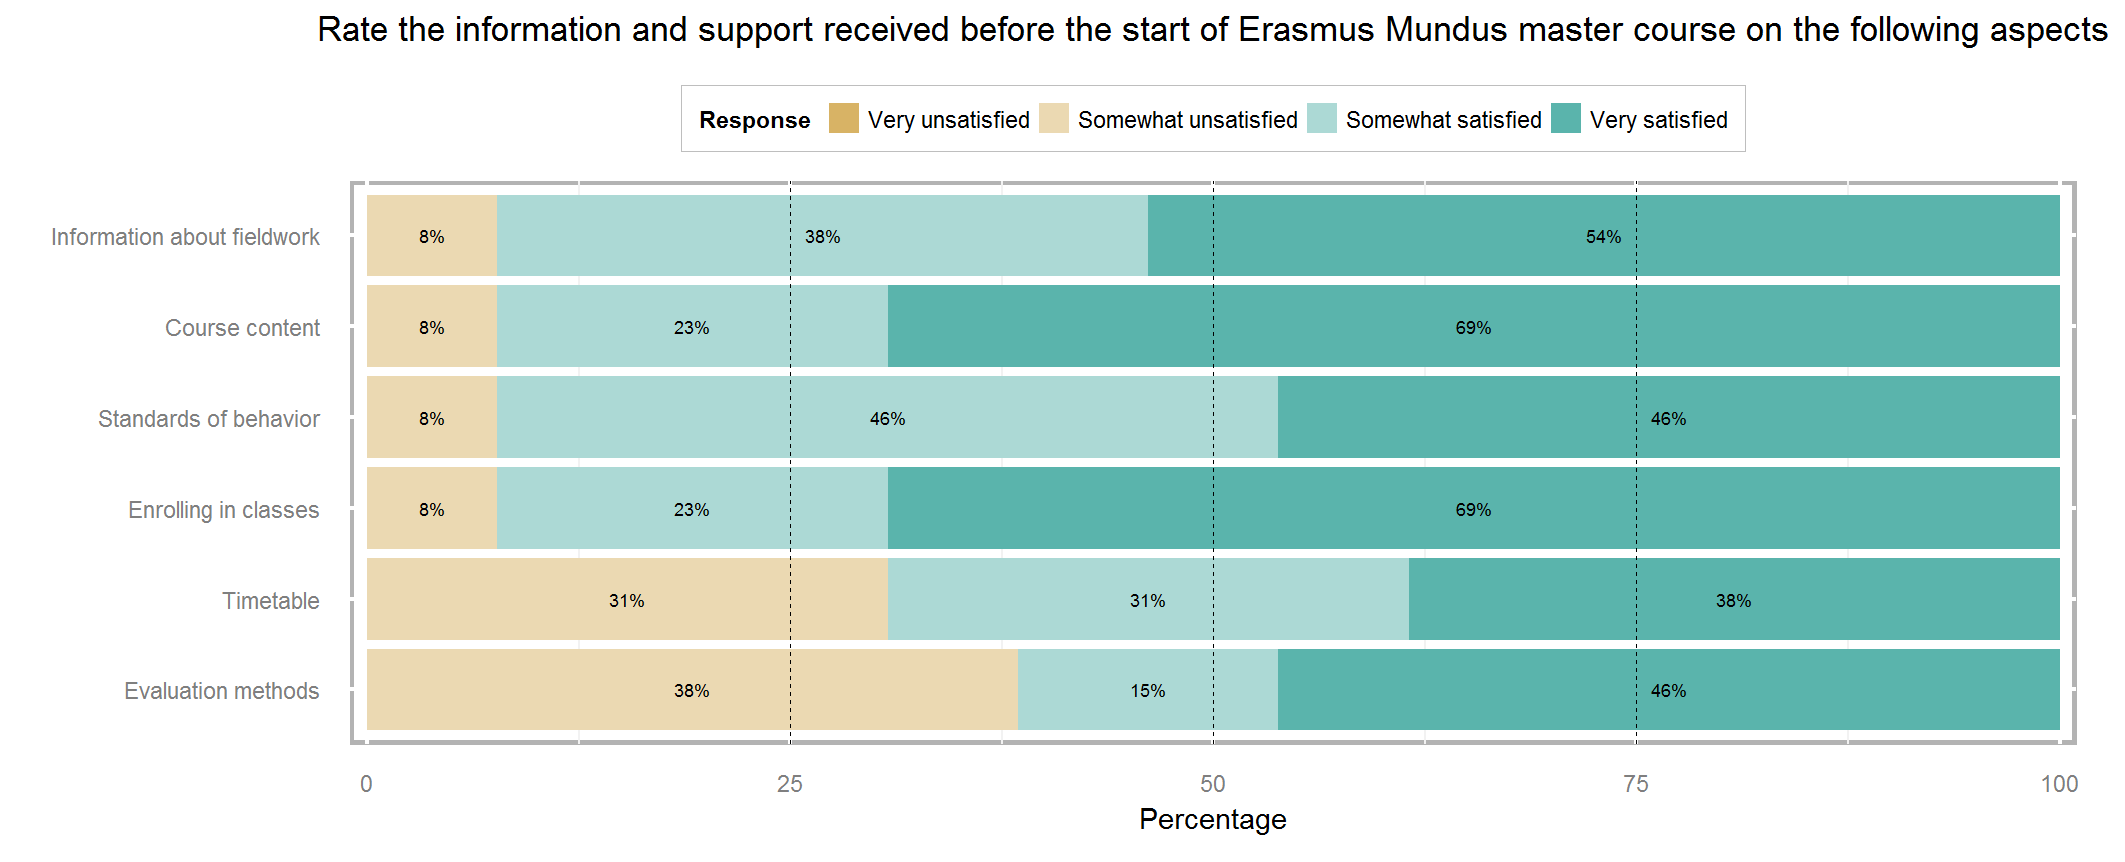 Rate the information and support received before the start of Erasmus Mundus master course on the following aspects
Response Very unsatisfied Somewhat unsatisfied Somewhat satisfied Very satisfied
Information about fieldwork 8% 38% 54%
Course content 8% 23% 69%
Standards of behavior 8% 46% 46%
Enrolling in classes 8% 23% 69%
Timetable 31% 31% 38%
Evaluation methods 38% 15% 46%
0 25 50 75 100
Percentage